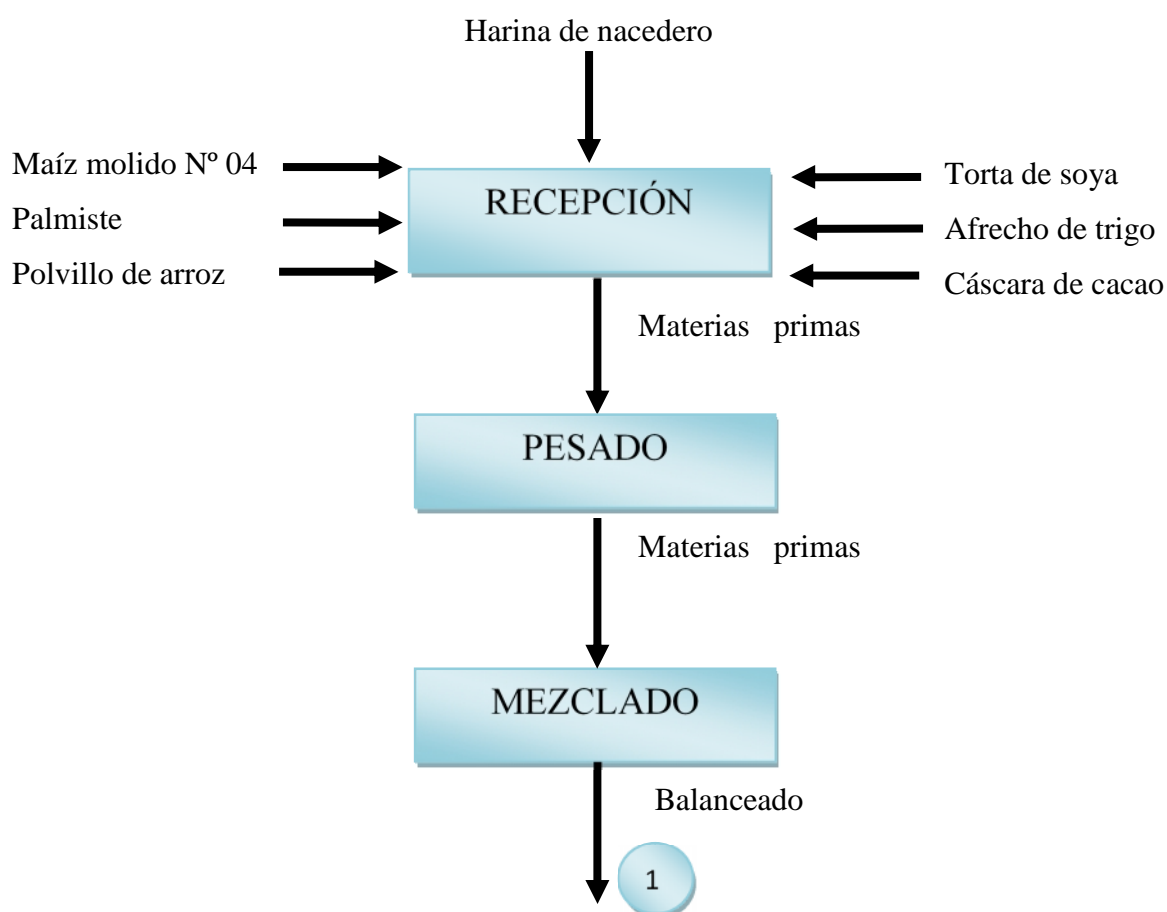 Harina de nacedero
Maíz molido Nº 04
Palmiste
Polvillo de arroz
RECEPCIÓN
Torta de soya
Afrecho de trigo
Cáscara de cacao
Materias primas
PESADO
Materias primas
MEZCLADO
Balanceado
1